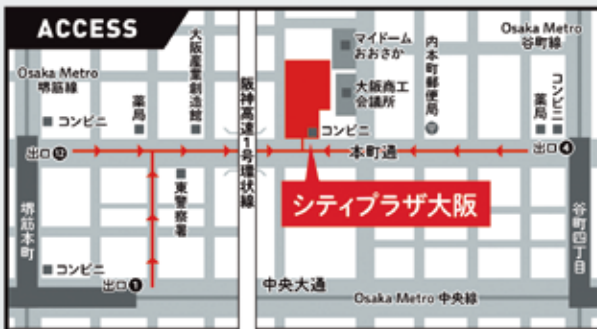 ACCESS
Osaka Metro
堺筋線
コンビニ
薬局
大阪産業創造館
阪神高速1号環状線
マイドーム
おおさか
大阪商工
会議所
コンビニ
内本町郵便局
Osaka Metro
谷町線
コンビニ
薬局
出口⑫
本町通
出口❹
東警察署
シティプラザ大阪
堺筋本町
谷町四丁目
コンビニ
出口❶
中央大通
Osaka Metro 中央線